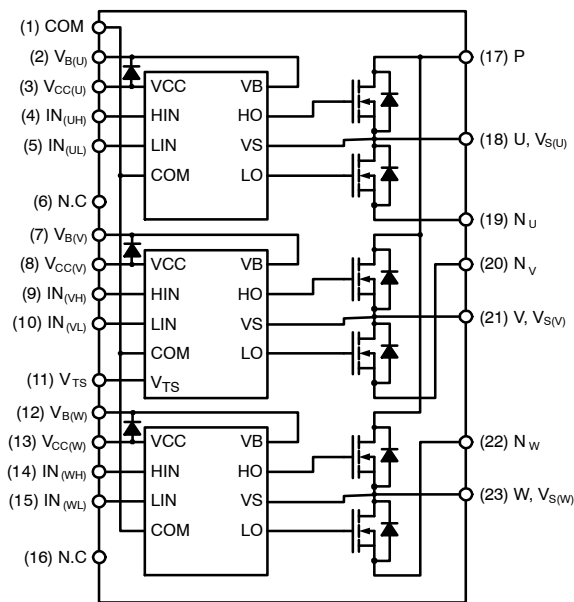 (1) COM
(2) VB(U)
(3) VCC(U)
(4) IN(UH)
(5) IN(UL)
(6) N.C
(7) VB(V)
(8) VCC(V)
(9) IN(VH)
(10) IN(VL)
(11) VTS
(12) VB(W)
(13) VCC(W)
(14) IN(WH)
(15) IN(WL)
(16) N.C
VCC VB
HIN HO
LIN VS
COM LO
VCC VB
HIN HO
LIN VS
COM LO
VTS
VCC VB
HIN HO
LIN VS
COM LO
(17) P
(18) U, VS(U)
(19) NU
(20) NV
(21) V, VS(V)
(22) NW
(23) W, VS(W)